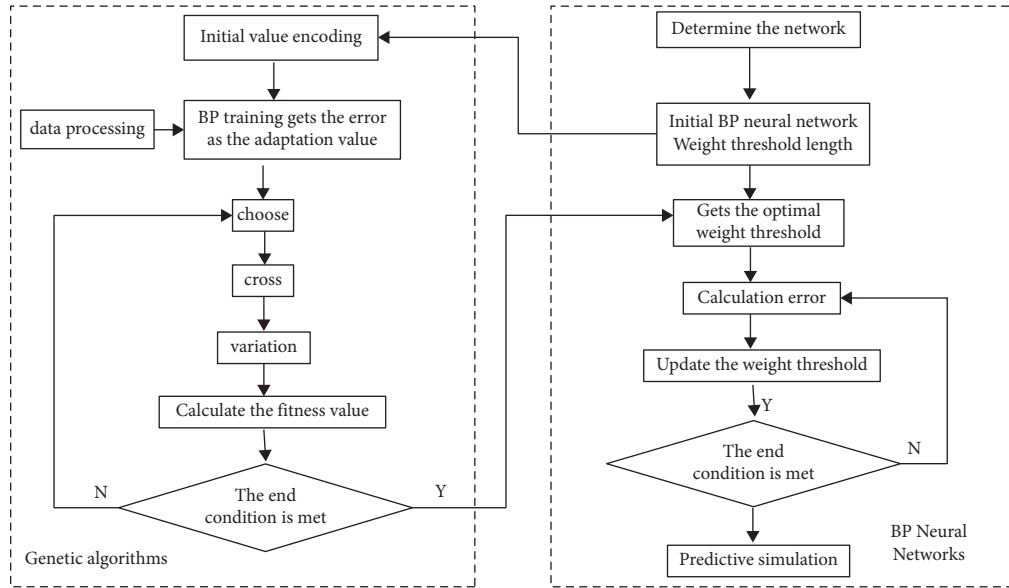 Initial value encoding
data processing
BP training gets the error
as the adaptation value
choose
cross
variation
Calculate the fitness value
N
The end
condition is met
Y
Genetic algorithms
Determine the network
Initial BP neural network
Weight threshold length
Gets the optimal
weight threshold
Calculation error
Update the weight threshold
Y
The end
condition is met
N
Predictive simulation
BP Neural
Networks